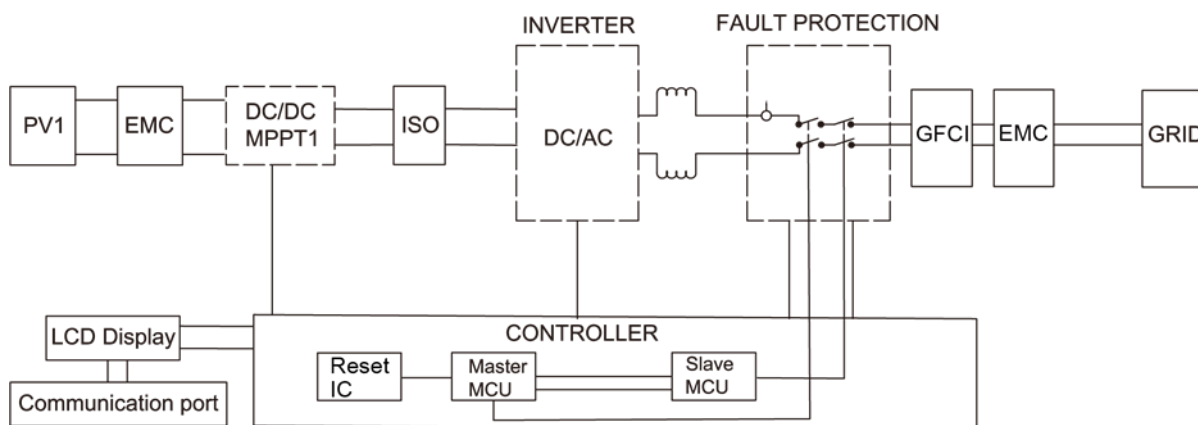 INVERTER
FAULT PROTECTION
PV1
EMC
DC/DC
MPPT1
ISO
DC/AC
GFCI
EMC
GRID
LCD Display
Communication port
CONTROLLER
Reset
IC
Master
MCU
Slave
MCU